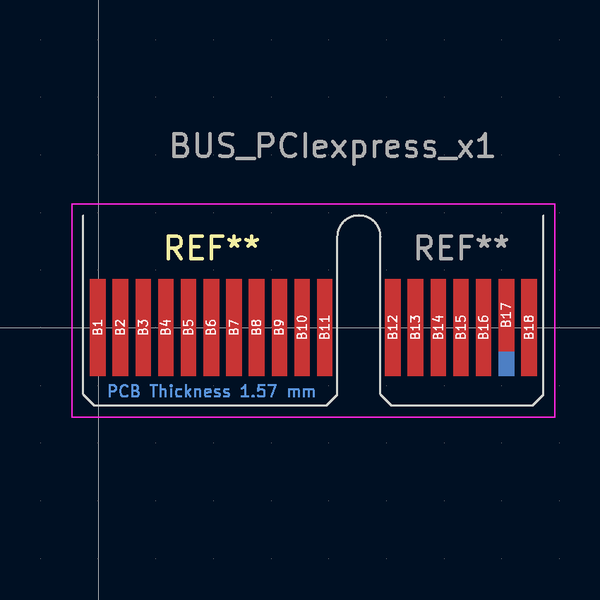 BUS_PCIexpress_x1
REF** REF**
B1 B2 B3 B4 B5 B6 B7 B8 B9 B10 B11 B12 B13 B14 B15 B16 B17 B18
PCB Thickness 1.57 mm